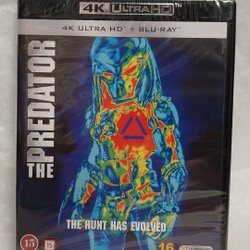 4K ULTRA HD
4K ULTRA HD + BLU-RAY
THE PREDATOR
THE HUNT HAS EVOLVED
15
16